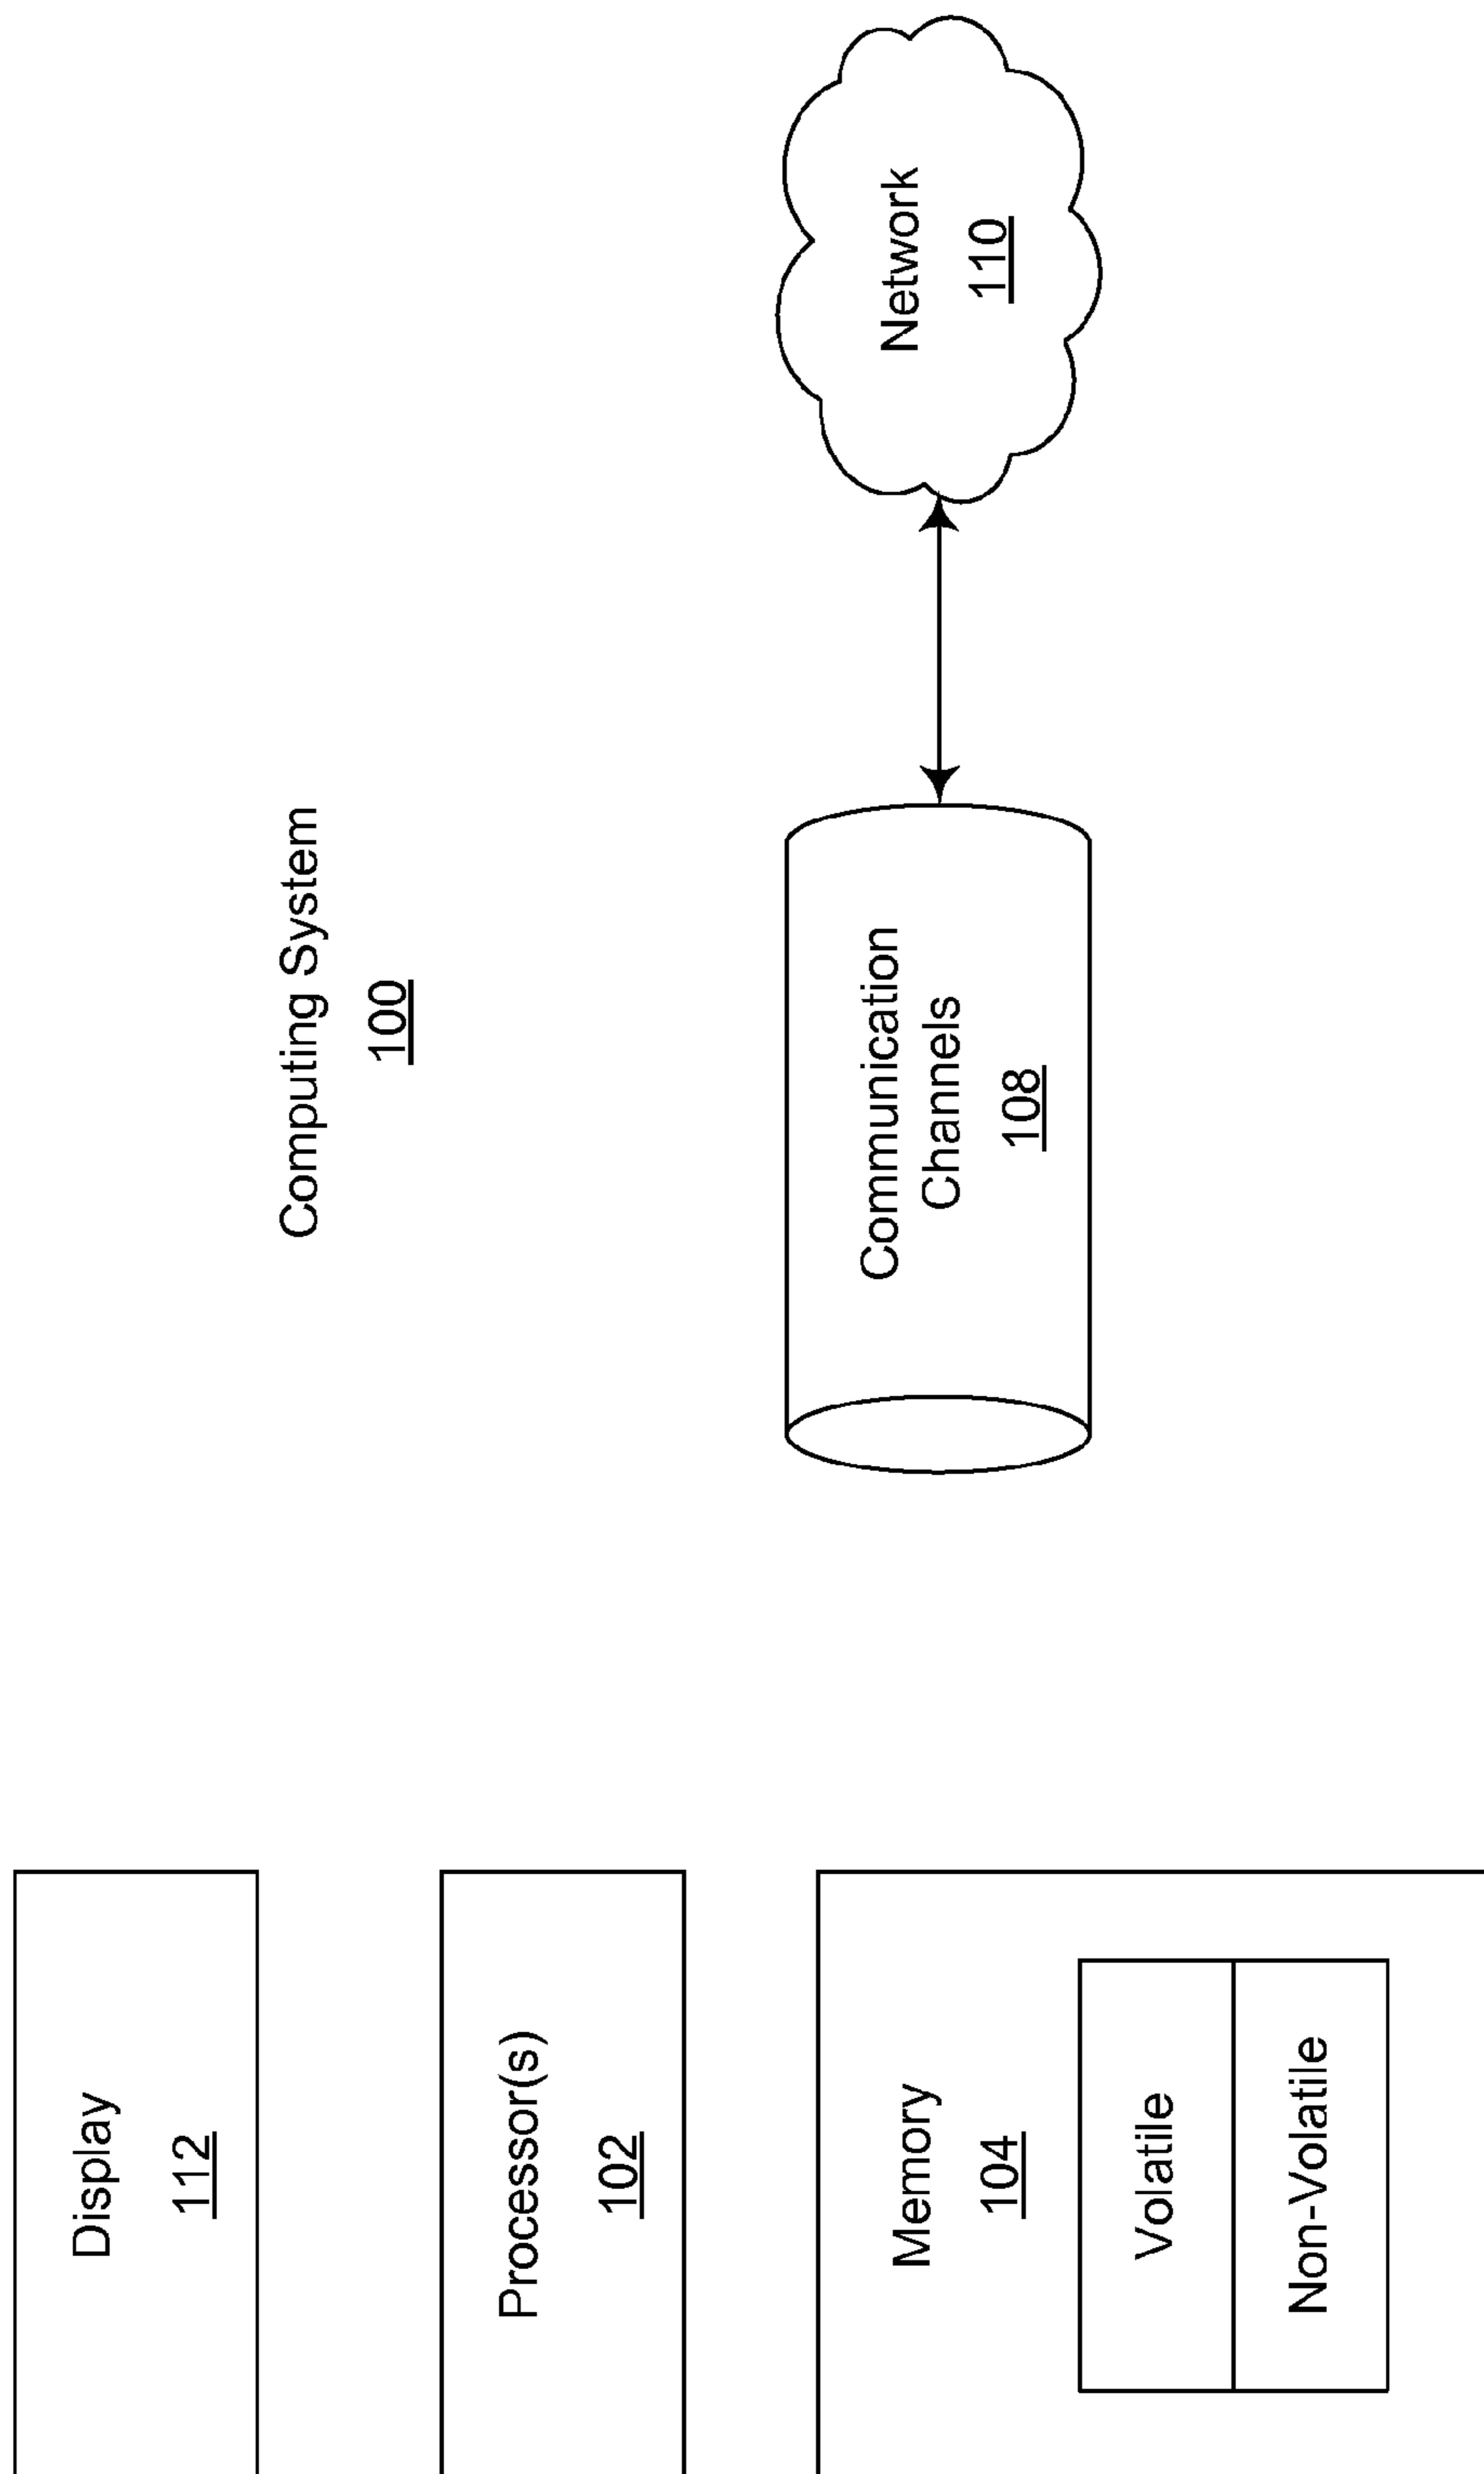 Computing System
100
Display
112
Processor(s)
102
Memory
104
Volatile
Non-Volatile
Communication
Channels
108
Network
110